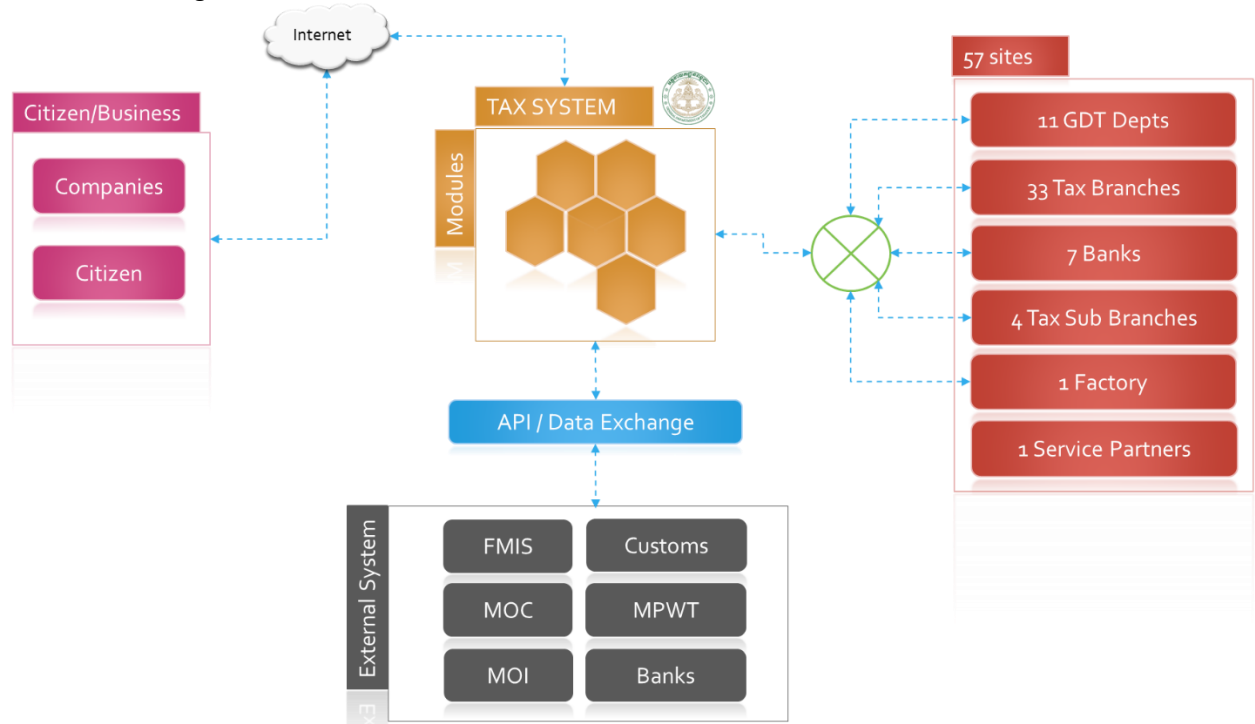 Internet
57 sites
Citizen/Business
Companies
Citizen
TAX SYSTEM
Modules
11 GDT Depts
33 Tax Branches
7 Banks
4 Tax Sub Branches
1 Factory
1 Service Partners
API / Data Exchange
External System
FMIS
Customs
MOC
MPWT
MOI
Banks